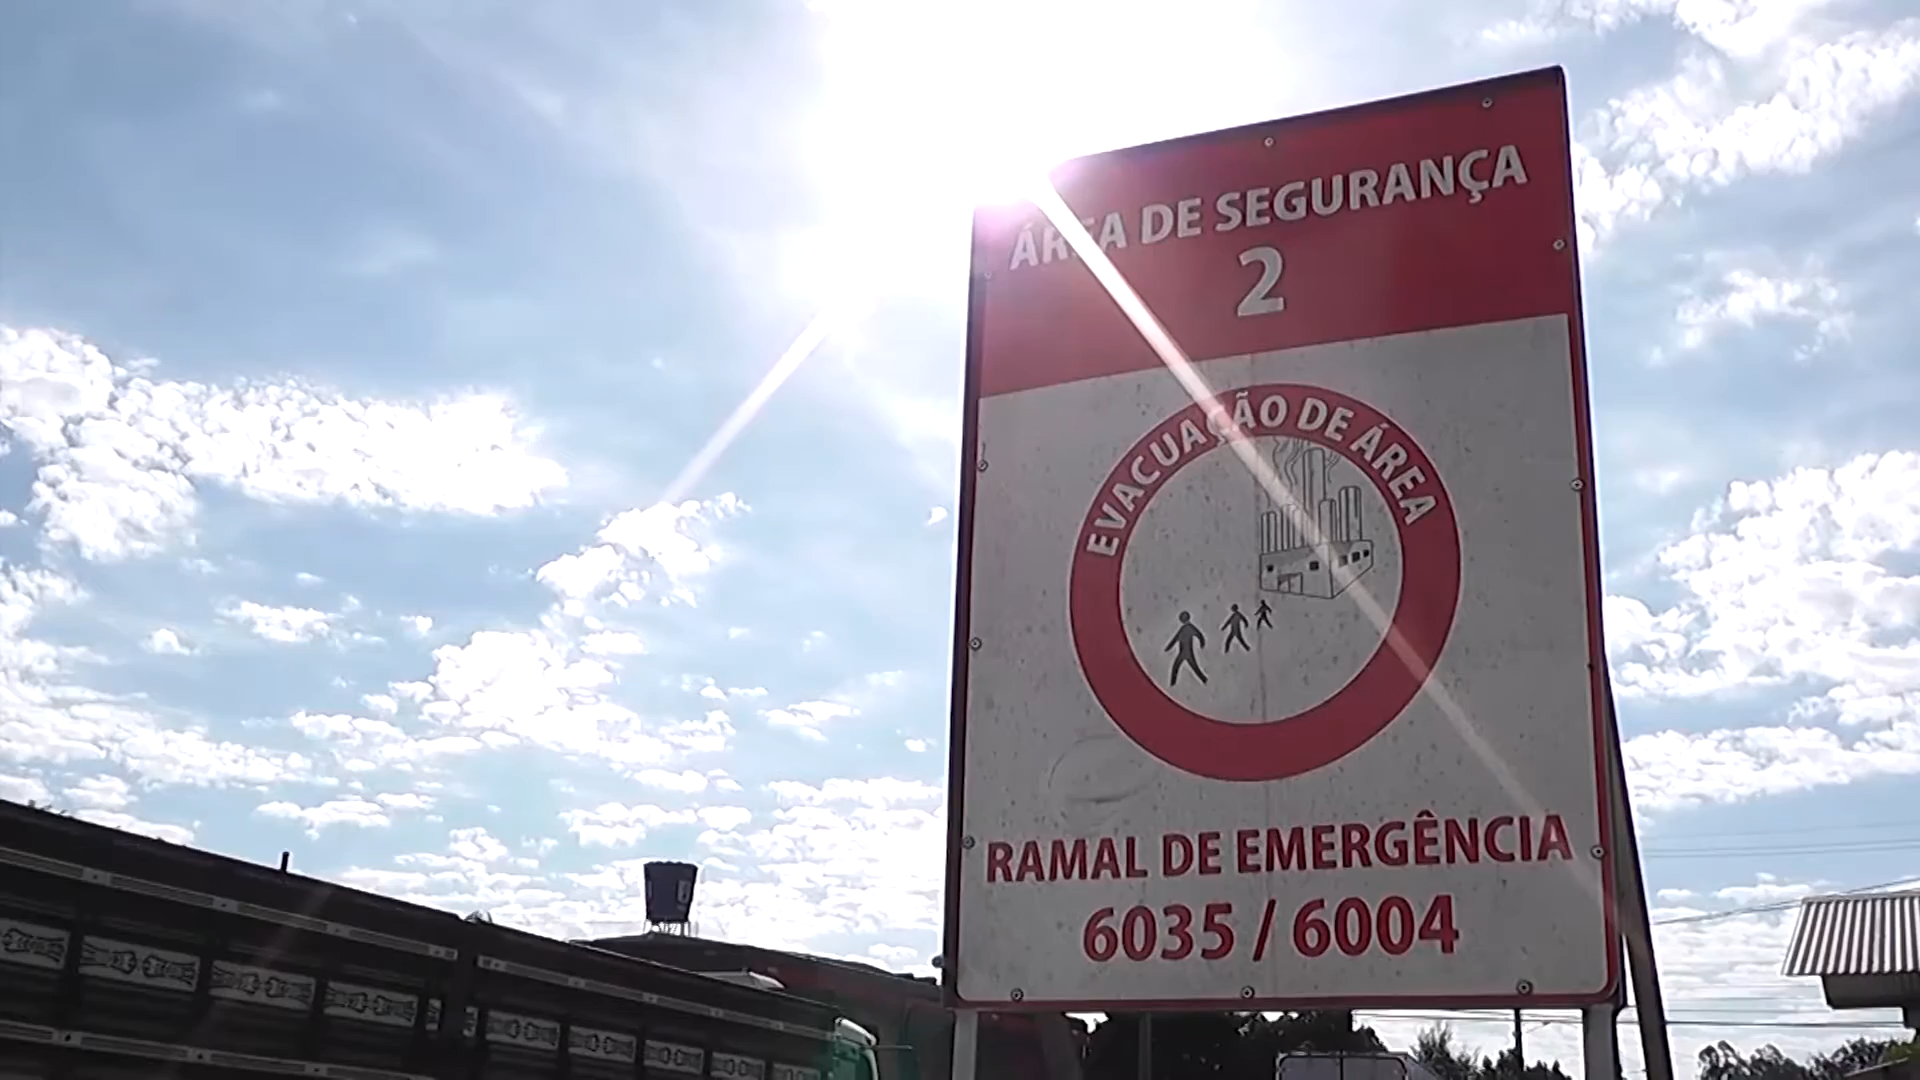 ÁREA DE SEGURANÇA
2
EVACUAÇÃO DE ÁREA
RAMAL DE EMERGÊNCIA
6035 / 6004